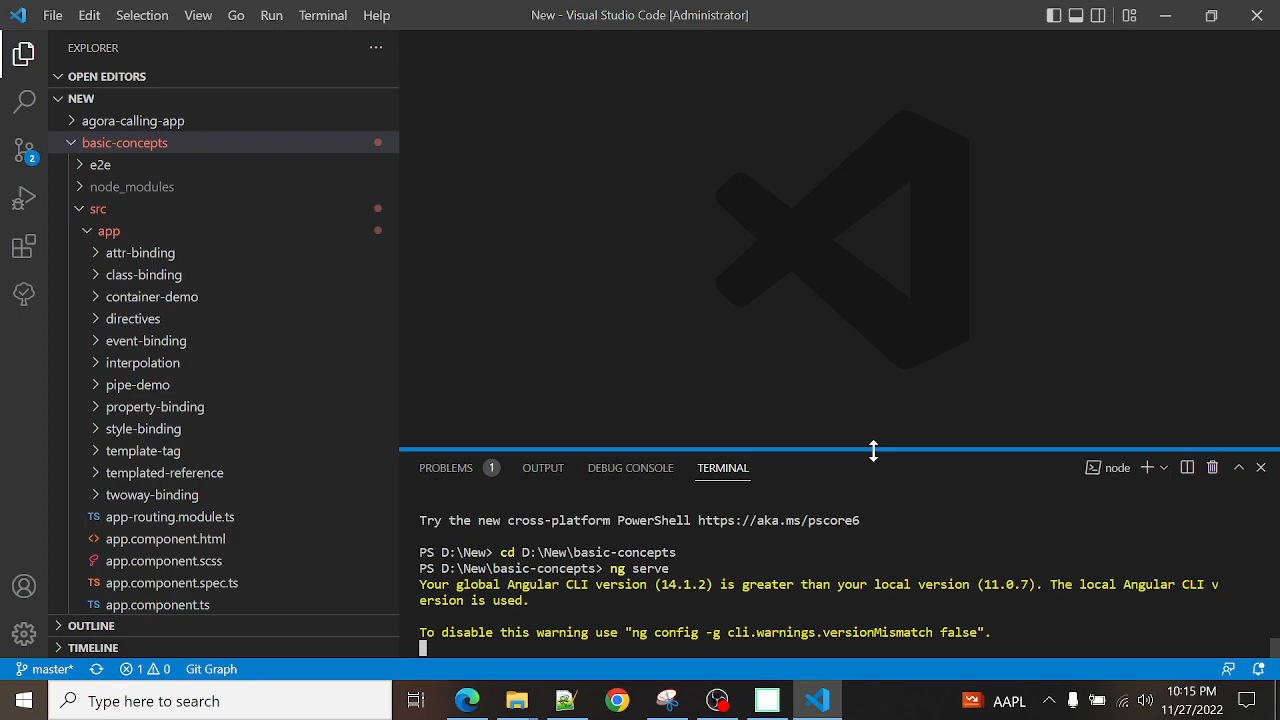 File Edit Selection View Go Run Terminal Help
New - Visual Studio Code [Administrator]
EXPLORER
OPEN EDITORS
NEW
agora-calling-app
basic-concepts
e2e
node_modules
src
app
attr-binding
class-binding
container-demo
directives
event-binding
interpolation
pipe-demo
property-binding
style-binding
template-tag
templated-reference
twoway-binding
TS app-routing.module.ts
<> app.component.html
app.component.scss
TS app.component.spec.ts
TS app.component.ts
OUTLINE
TIMELINE
2
PROBLEMS 1 OUTPUT DEBUG CONSOLE TERMINAL
node
Try the new cross-platform PowerShell https://aka.ms/pscore6
PS D:\New> cd D:\New\basic-concepts
PS D:\New\basic-concepts> ng serve
Your global Angular CLI version (14.1.2) is greater than your local version (11.0.7). The local Angular CLI v
ersion is used.
To disable this warning use "ng config -g cli.warnings.versionMismatch false".
master* 1 0 Git Graph
Type here to search
AAPL
10:15 PM
11/27/2022